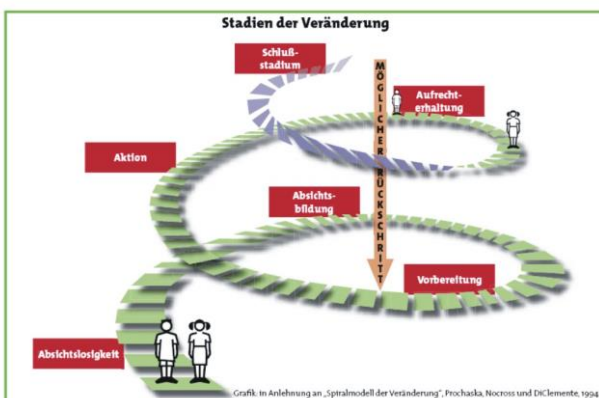 Stadien der Veränderung
Schluß-
stadium
Aufrecht-
erhaltung
Aktion
Absichts-
bildung
MÖGLICHER RÜCKSCHRITT
Vorbereitung
Absichtslosigkeit
Grafik: In Anlehnung an „Spiralmodell der Veränderung", Prochaska, Nocross und DiClemente, 1994